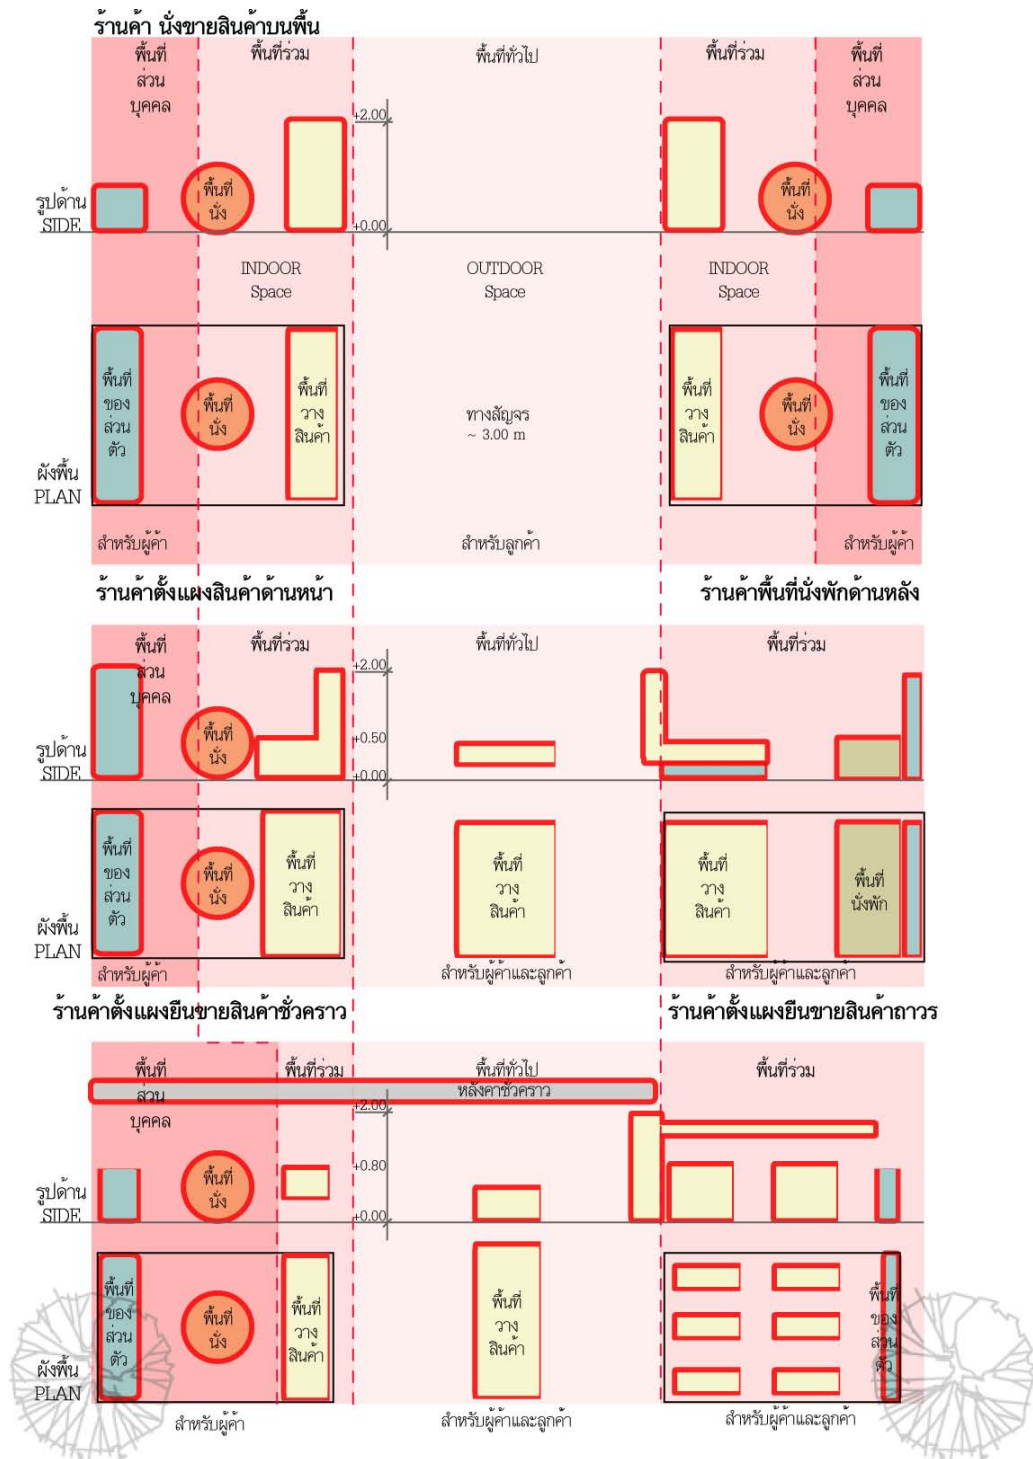 ร้านค้า นั่งขายสินค้าบนพื้น
พื้นที่
ส่วน
บุคคล
พื้นที่ร่วม
พื้นที่ทั่วไป
พื้นที่ร่วม
พื้นที่
ส่วน
บุคคล
+2.00
รูปด้าน
SIDE
พื้นที่
นั่ง
พื้นที่
นั่ง
+0.00
INDOOR
Space
OUTDOOR
Space
INDOOR
Space
พื้นที่
ของ
ส่วน
ตัว
พื้นที่
นั่ง
พื้นที่
วาง
สินค้า
ทางสัญจร
~ 3.00 m
พื้นที่
วาง
สินค้า
พื้นที่
นั่ง
พื้นที่
ของ
ส่วน
ตัว
ผังพื้น
PLAN
สำหรับผู้ค้า
สำหรับลูกค้า
สำหรับผู้ค้า
ร้านค้าตั้งแผงสินค้าด้านหน้า
ร้านค้าพื้นที่นั่งพักด้านหลัง
พื้นที่
ส่วน
บุคคล
พื้นที่ร่วม
พื้นที่ทั่วไป
พื้นที่ร่วม
+2.00
รูปด้าน
SIDE
พื้นที่
นั่ง
+0.50
+0.00
พื้นที่
ของ
ส่วน
ตัว
พื้นที่
นั่ง
พื้นที่
วาง
สินค้า
พื้นที่
วาง
สินค้า
พื้นที่
วาง
สินค้า
พื้นที่
นั่งพัก
ผังพื้น
PLAN
สำหรับผู้ค้า
สำหรับผู้ค้าและลูกค้า
สำหรับผู้ค้าและลูกค้า
ร้านค้าตั้งแผงยืนขายสินค้าชั่วคราว
ร้านค้าตั้งแผงยืนขายสินค้าถาวร
พื้นที่
ส่วน
บุคคล
พื้นที่ร่วม
พื้นที่ทั่วไป
พื้นที่ร่วม
หลังคาชั่วคราว
+2.00
+0.80
รูปด้าน
SIDE
พื้นที่
นั่ง
+0.00
พื้นที่
ของ
ส่วน
ตัว
พื้นที่
นั่ง
พื้นที่
วาง
สินค้า
พื้นที่
วาง
สินค้า
พื้นที่
ของ
ส่วน
ตัว
ผังพื้น
PLAN
สำหรับผู้ค้า
สำหรับผู้ค้าและลูกค้า
สำหรับผู้ค้าและลูกค้า